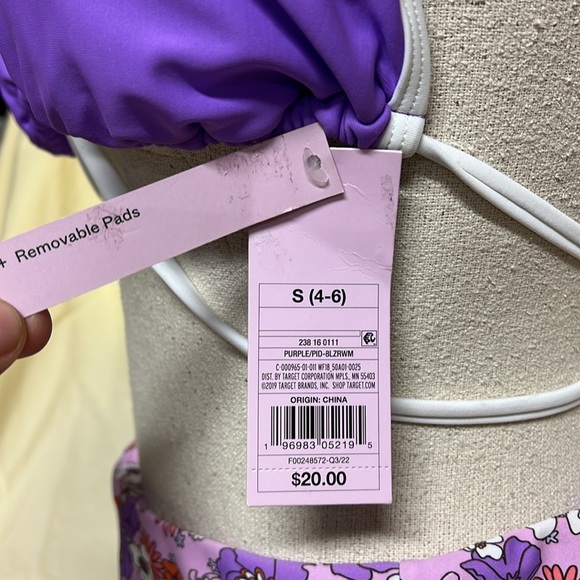 + Removable Pads
S (4-6)
238 16 0111
PURPLE/PID-8LZRWM
C-000965-01-011 WF18_50A01-0025
DIST. BY TARGET CORPORATION MPLS., MN 55403
©2019 TARGET BRANDS, INC. SHOP TARGET.COM
ORIGIN: CHINA
1 96983 05219 5
F00248572-Q3/22
$20.00